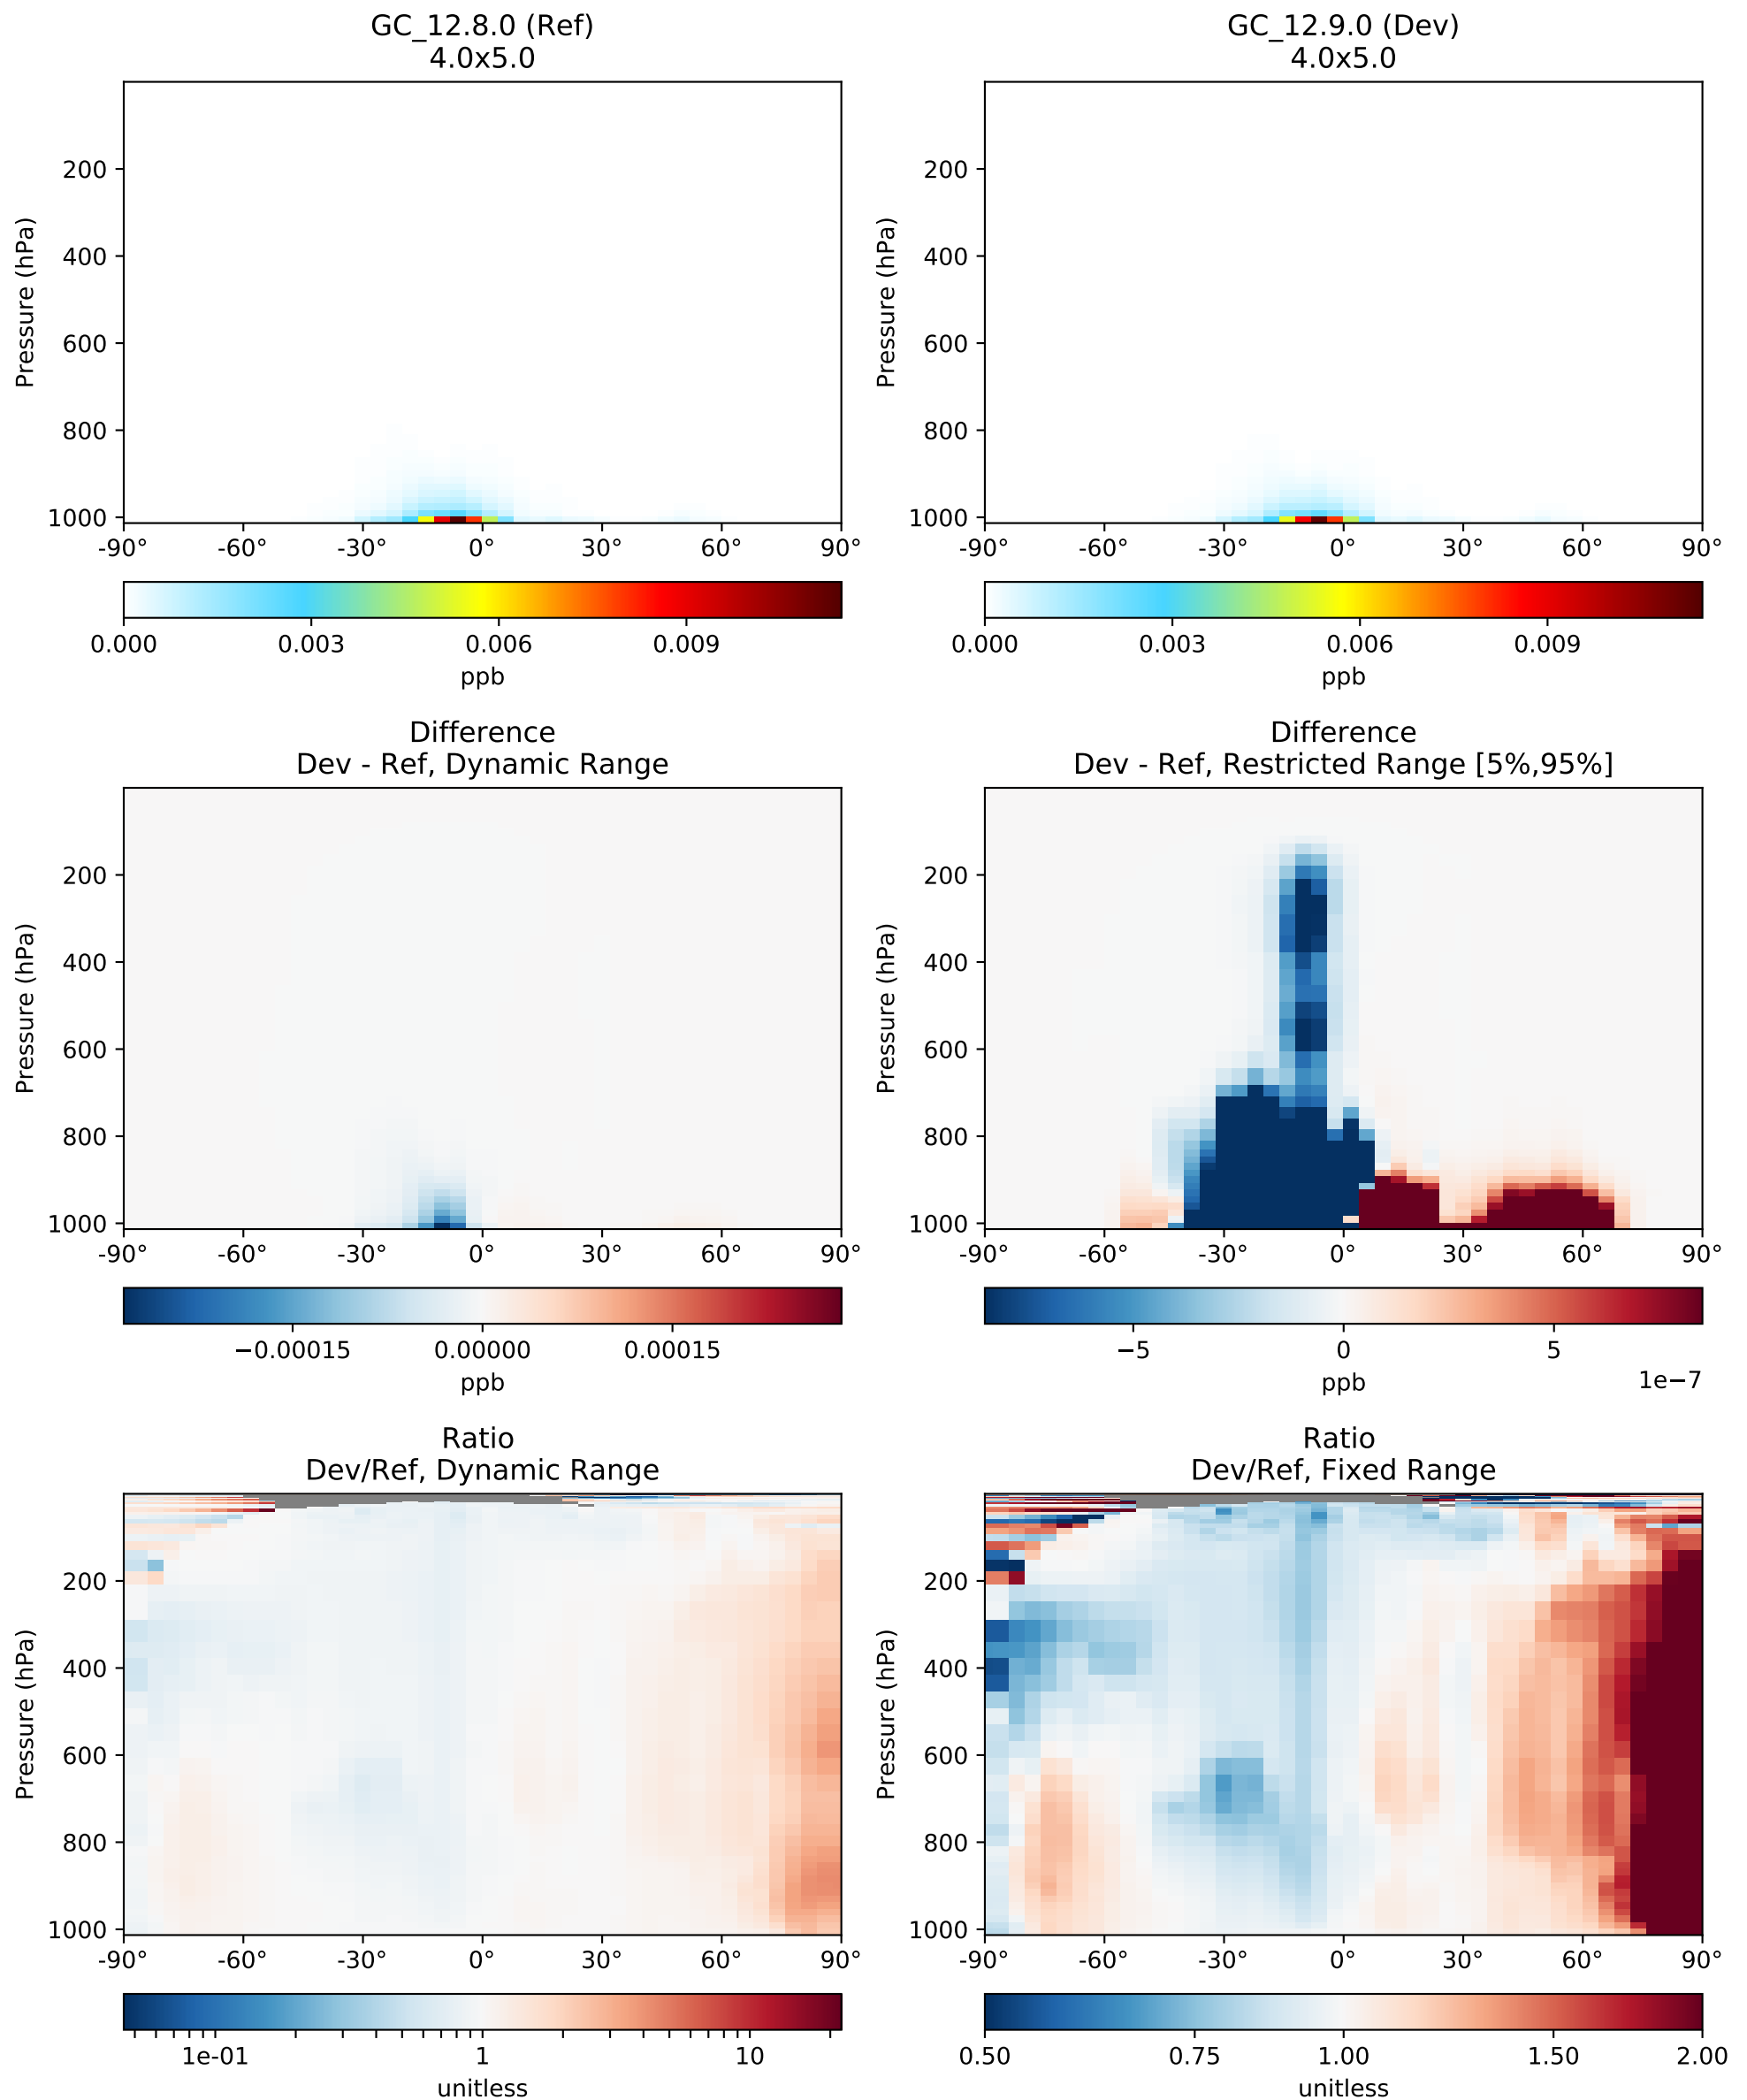 GC_12.8.0 (Ref)
4.0x5.0
Pressure (hPa)
200
400
600
800
1000
-90° -60° -30° 0° 30° 60° 90°
0.000 0.003 0.006 0.009
ppb
GC_12.9.0 (Dev)
4.0x5.0
Pressure (hPa)
200
400
600
800
1000
-90° -60° -30° 0° 30° 60° 90°
0.000 0.003 0.006 0.009
ppb
Difference
Dev - Ref, Dynamic Range
Pressure (hPa)
200
400
600
800
1000
-90° -60° -30° 0° 30° 60° 90°
−0.00015 0.00000 0.00015
ppb
Difference
Dev - Ref, Restricted Range [5%,95%]
Pressure (hPa)
200
400
600
800
1000
-90° -60° -30° 0° 30° 60° 90°
−5 0 5
ppb 1e−7
Ratio
Dev/Ref, Dynamic Range
Pressure (hPa)
200
400
600
800
1000
-90° -60° -30° 0° 30° 60° 90°
1e-01 1 10
unitless
Ratio
Dev/Ref, Fixed Range
Pressure (hPa)
200
400
600
800
1000
-90° -60° -30° 0° 30° 60° 90°
0.50 0.75 1.00 1.50 2.00
unitless